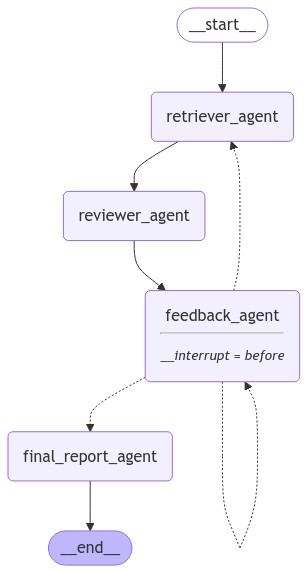 __start__
retriever_agent
reviewer_agent
feedback_agent
__interrupt = before
final_report_agent
__end__